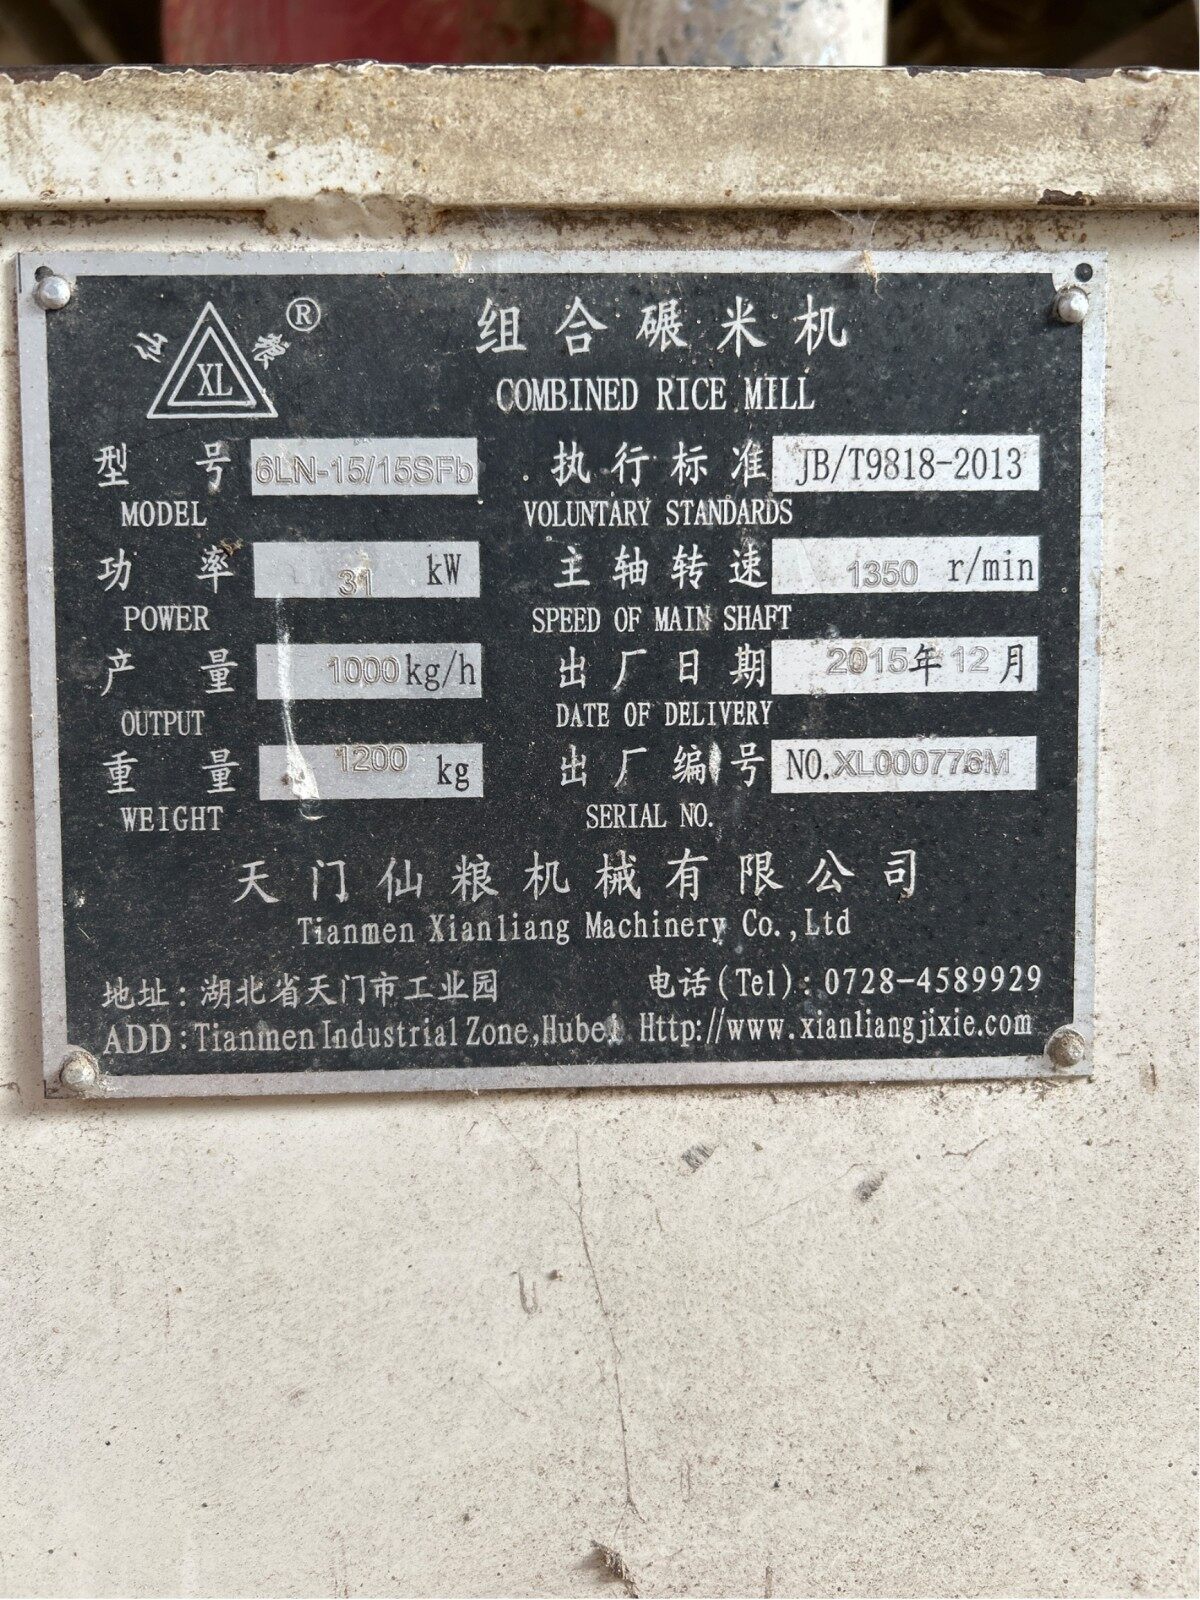 仙粮 ®
XL
组合碾米机
COMBINED RICE MILL
型号 6LN-15/15SFb 执行标准 JB/T9818-2013
MODEL VOLUNTARY STANDARDS
功率 31 kW 主轴转速 1350 r/min
POWER SPEED OF MAIN SHAFT
产量 1000 kg/h 出厂日期 2015年12月
OUTPUT DATE OF DELIVERY
重量 1200 kg 出厂编号 NO.XL000776M
WEIGHT SERIAL NO.
天门仙粮机械有限公司
Tianmen Xianliang Machinery Co.,Ltd
地址:湖北省天门市工业园 电话(Tel):0728-4589929
ADD:Tianmen Industrial Zone,Hubei Http://www.xianliangjixie.com